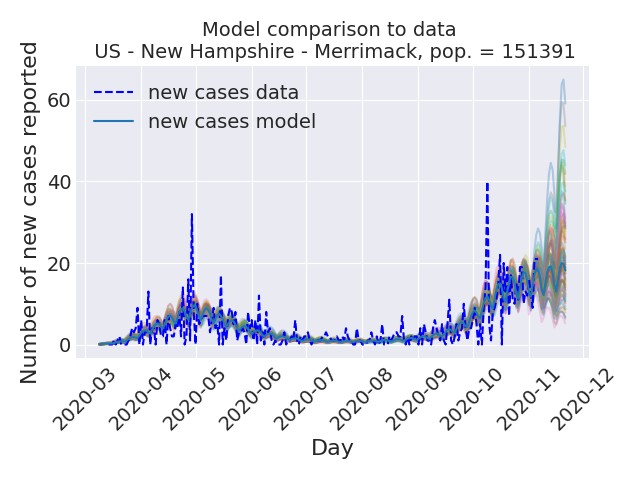 Model comparison to data
US - New Hampshire - Merrimack, pop. = 151391
Number of new cases reported
60
40
20
0
new cases data
new cases model
2020-03
2020-04
2020-05
2020-06
2020-07
2020-08
2020-09
2020-10
2020-11
2020-12
Day